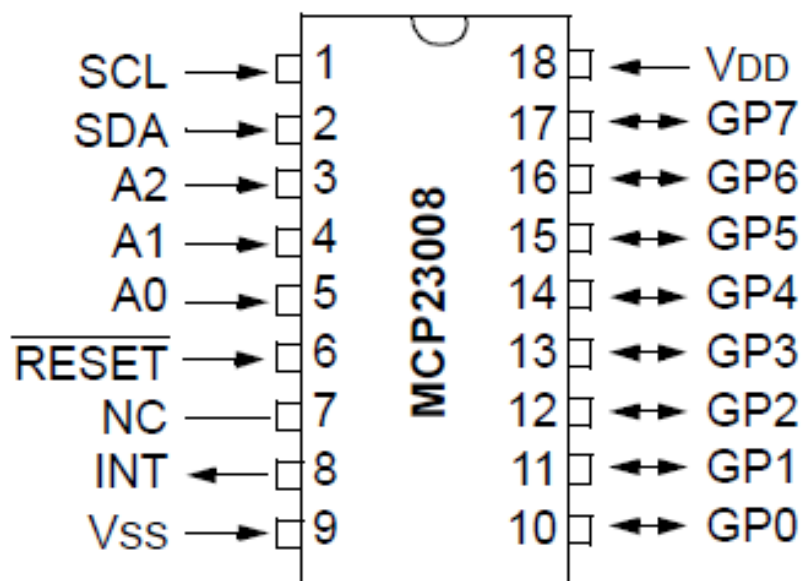 SCL 1 18 VDD
SDA 2 17 GP7
A2 3 16 GP6
A1 4 15 GP5
A0 5 14 GP4
RESET 6 13 GP3
NC 7 12 GP2
INT 8 11 GP1
VSS 9 10 GP0
MCP23008